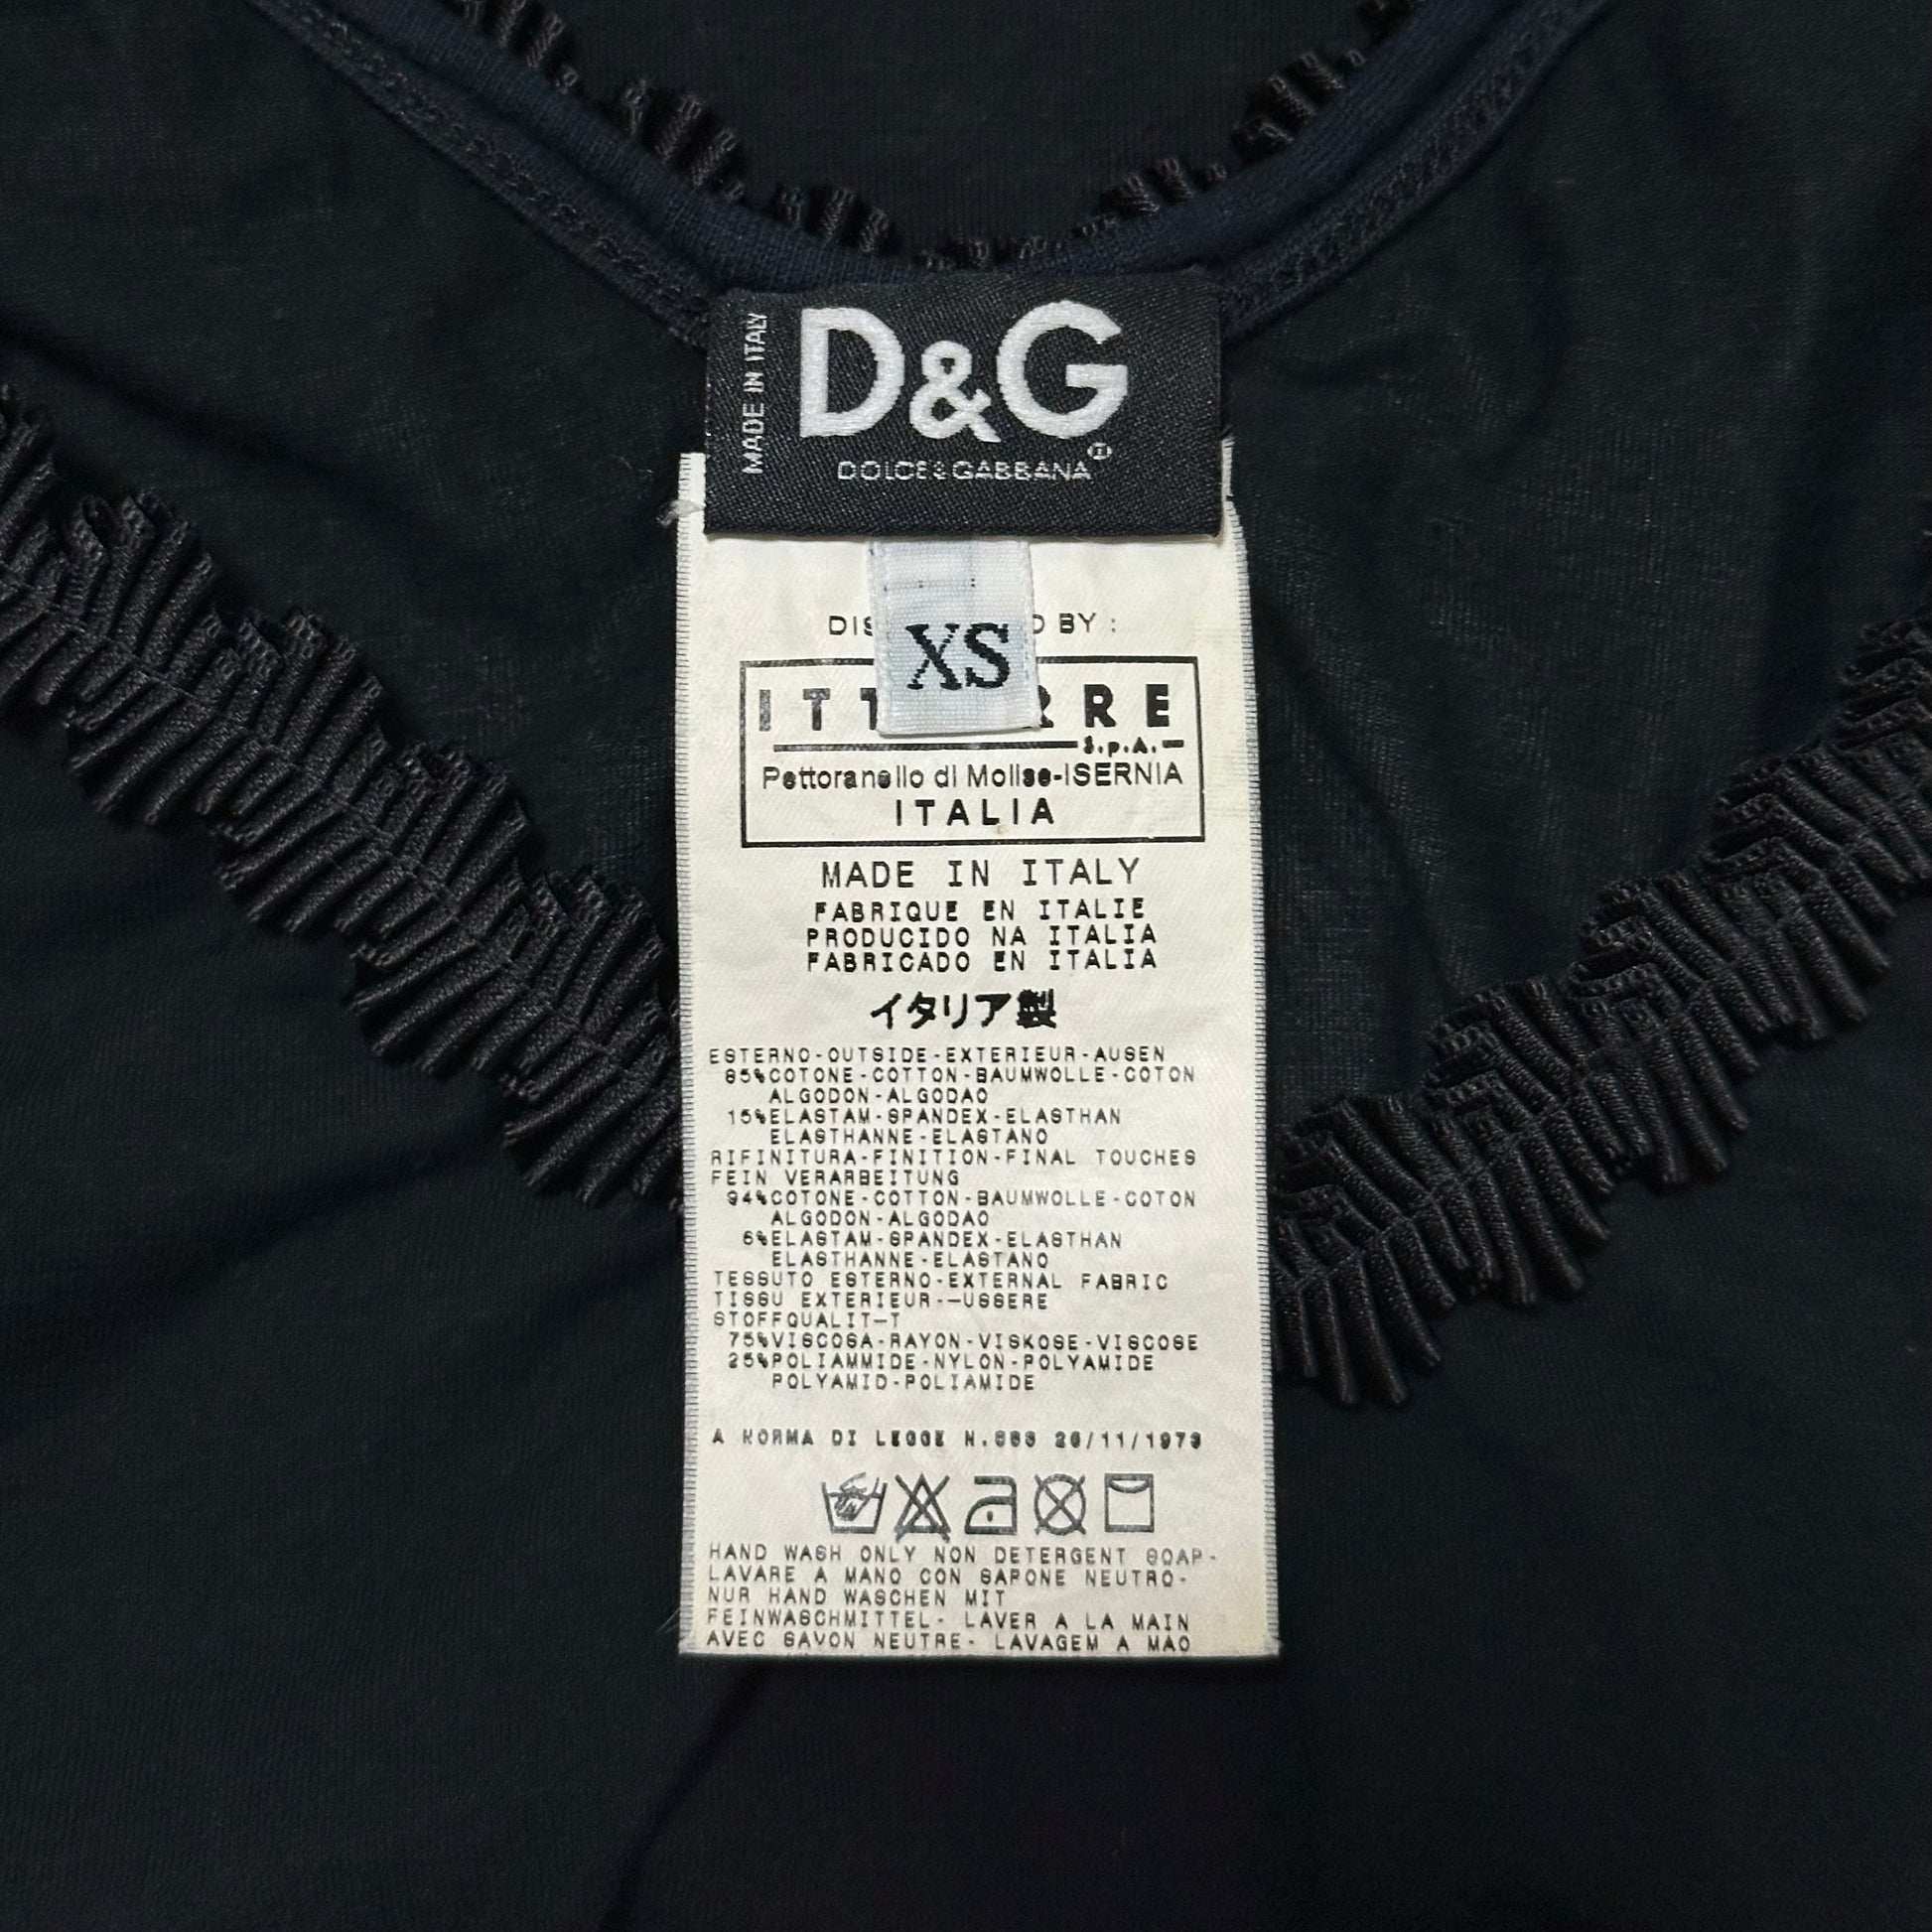 MADE IN ITALY
D&G
DOLCE&GABBANA
XS
BY :
S.p.A.
Pettoranello di Molise-ISERNIA
ITALIA
MADE IN ITALY
FABRIQUE EN ITALIE
PRODUCIDO NA ITALIA
FABRICADO EN ITALIA
イタリア製
ESTERNO-OUTSIDE-EXTERIEUR-AUSEN
85%COTONE-COTTON-BAUMWOLLE-COTON
ALGODON-ALGODAO
15%ELASTAM-SPANDEX-ELASTHAN
ELASTHANNE-ELASTANO
RIFINITURA-FINITION-FINAL TOUCHES
FEIN VERARBEITUNG
94%COTONE-COTTON-BAUMWOLLE-COTON
ALGODON-ALGODAO
6%ELASTAM-SPANDEX-ELASTHAN
ELASTHANNE-ELASTANO
TESSUTO ESTERNO-EXTERNAL FABRIC
TISSU EXTERIEUR-—USSERE
STOFFQUALIT—T
75%VISCOSA-RAYON-VISKOSE-VISCOSE
25%POLIAMMIDE-NYLON-POLYAMIDE
POLYAMID-POLIAMIDE
A NORMA DI LEGGE N.883 26/11/1973
HAND WASH ONLY NON DETERGENT SOAP-
LAVARE A MANO CON SAPONE NEUTRO-
NUR HAND WASCHEN MIT
FEINWASCHMITTEL- LAVER A LA MAIN
AVEC SAVON NEUTRE- LAVAGEM A MAO